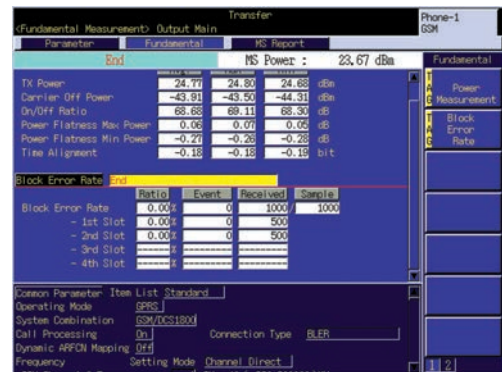 Transfer
Phone-1
<Fundamental Measurement> Output Main
GSM
Parameter Fundamental MS Report
End MS Power : 23.67 dBm Fundamental
TX Power 24.77 24.80 24.68 dBm
Carrier Off Power -43.91 -43.50 -44.31 dBm
On/Off Ratio 68.68 69.11 68.30 dB
Power Flatness Max Power 0.06 0.07 0.05 dB
Power Flatness Min Power -0.27 -0.26 -0.28 dB
Time Alignment -0.18 -0.18 -0.19 bit
TAG Power Measurement
TAG Block Error Rate
Block Error Rate End
Ratio Event Received Sample
Block Error Rate 0.00% 0 1000/ 1000
- 1st Slot 0.00% 0 500
- 2nd Slot 0.00% 0 500
- 3rd Slot -----% ------- -------
- 4th Slot -----% ------- -------
Common Parameter Item List Standard
Operating Mode GPRS
System Combination GSM/DCS1800
Call Processing On Connection Type BLER
Dynamic ARFCN Mapping Off
Frequency Setting Mode Channel Direct
1 2